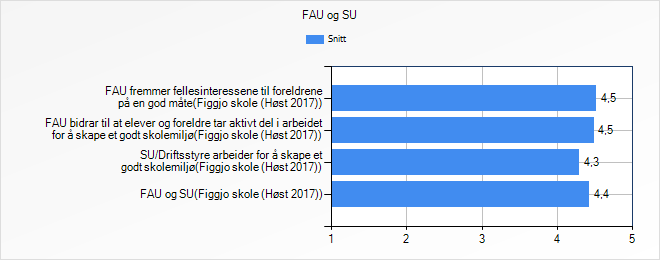 FAU og SU
Snitt
FAU fremmer fellesinteressene til foreldrene
på en god måte(Figgjo skole (Høst 2017))
4,5
FAU bidrar til at elever og foreldre tar aktivt del i arbeidet
for å skape et godt skolemiljø(Figgjo skole (Høst 2017))
4,5
SU/Driftsstyre arbeider for å skape et
godt skolemiljø(Figgjo skole (Høst 2017))
4,3
FAU og SU(Figgjo skole (Høst 2017))
4,4
1 2 3 4 5